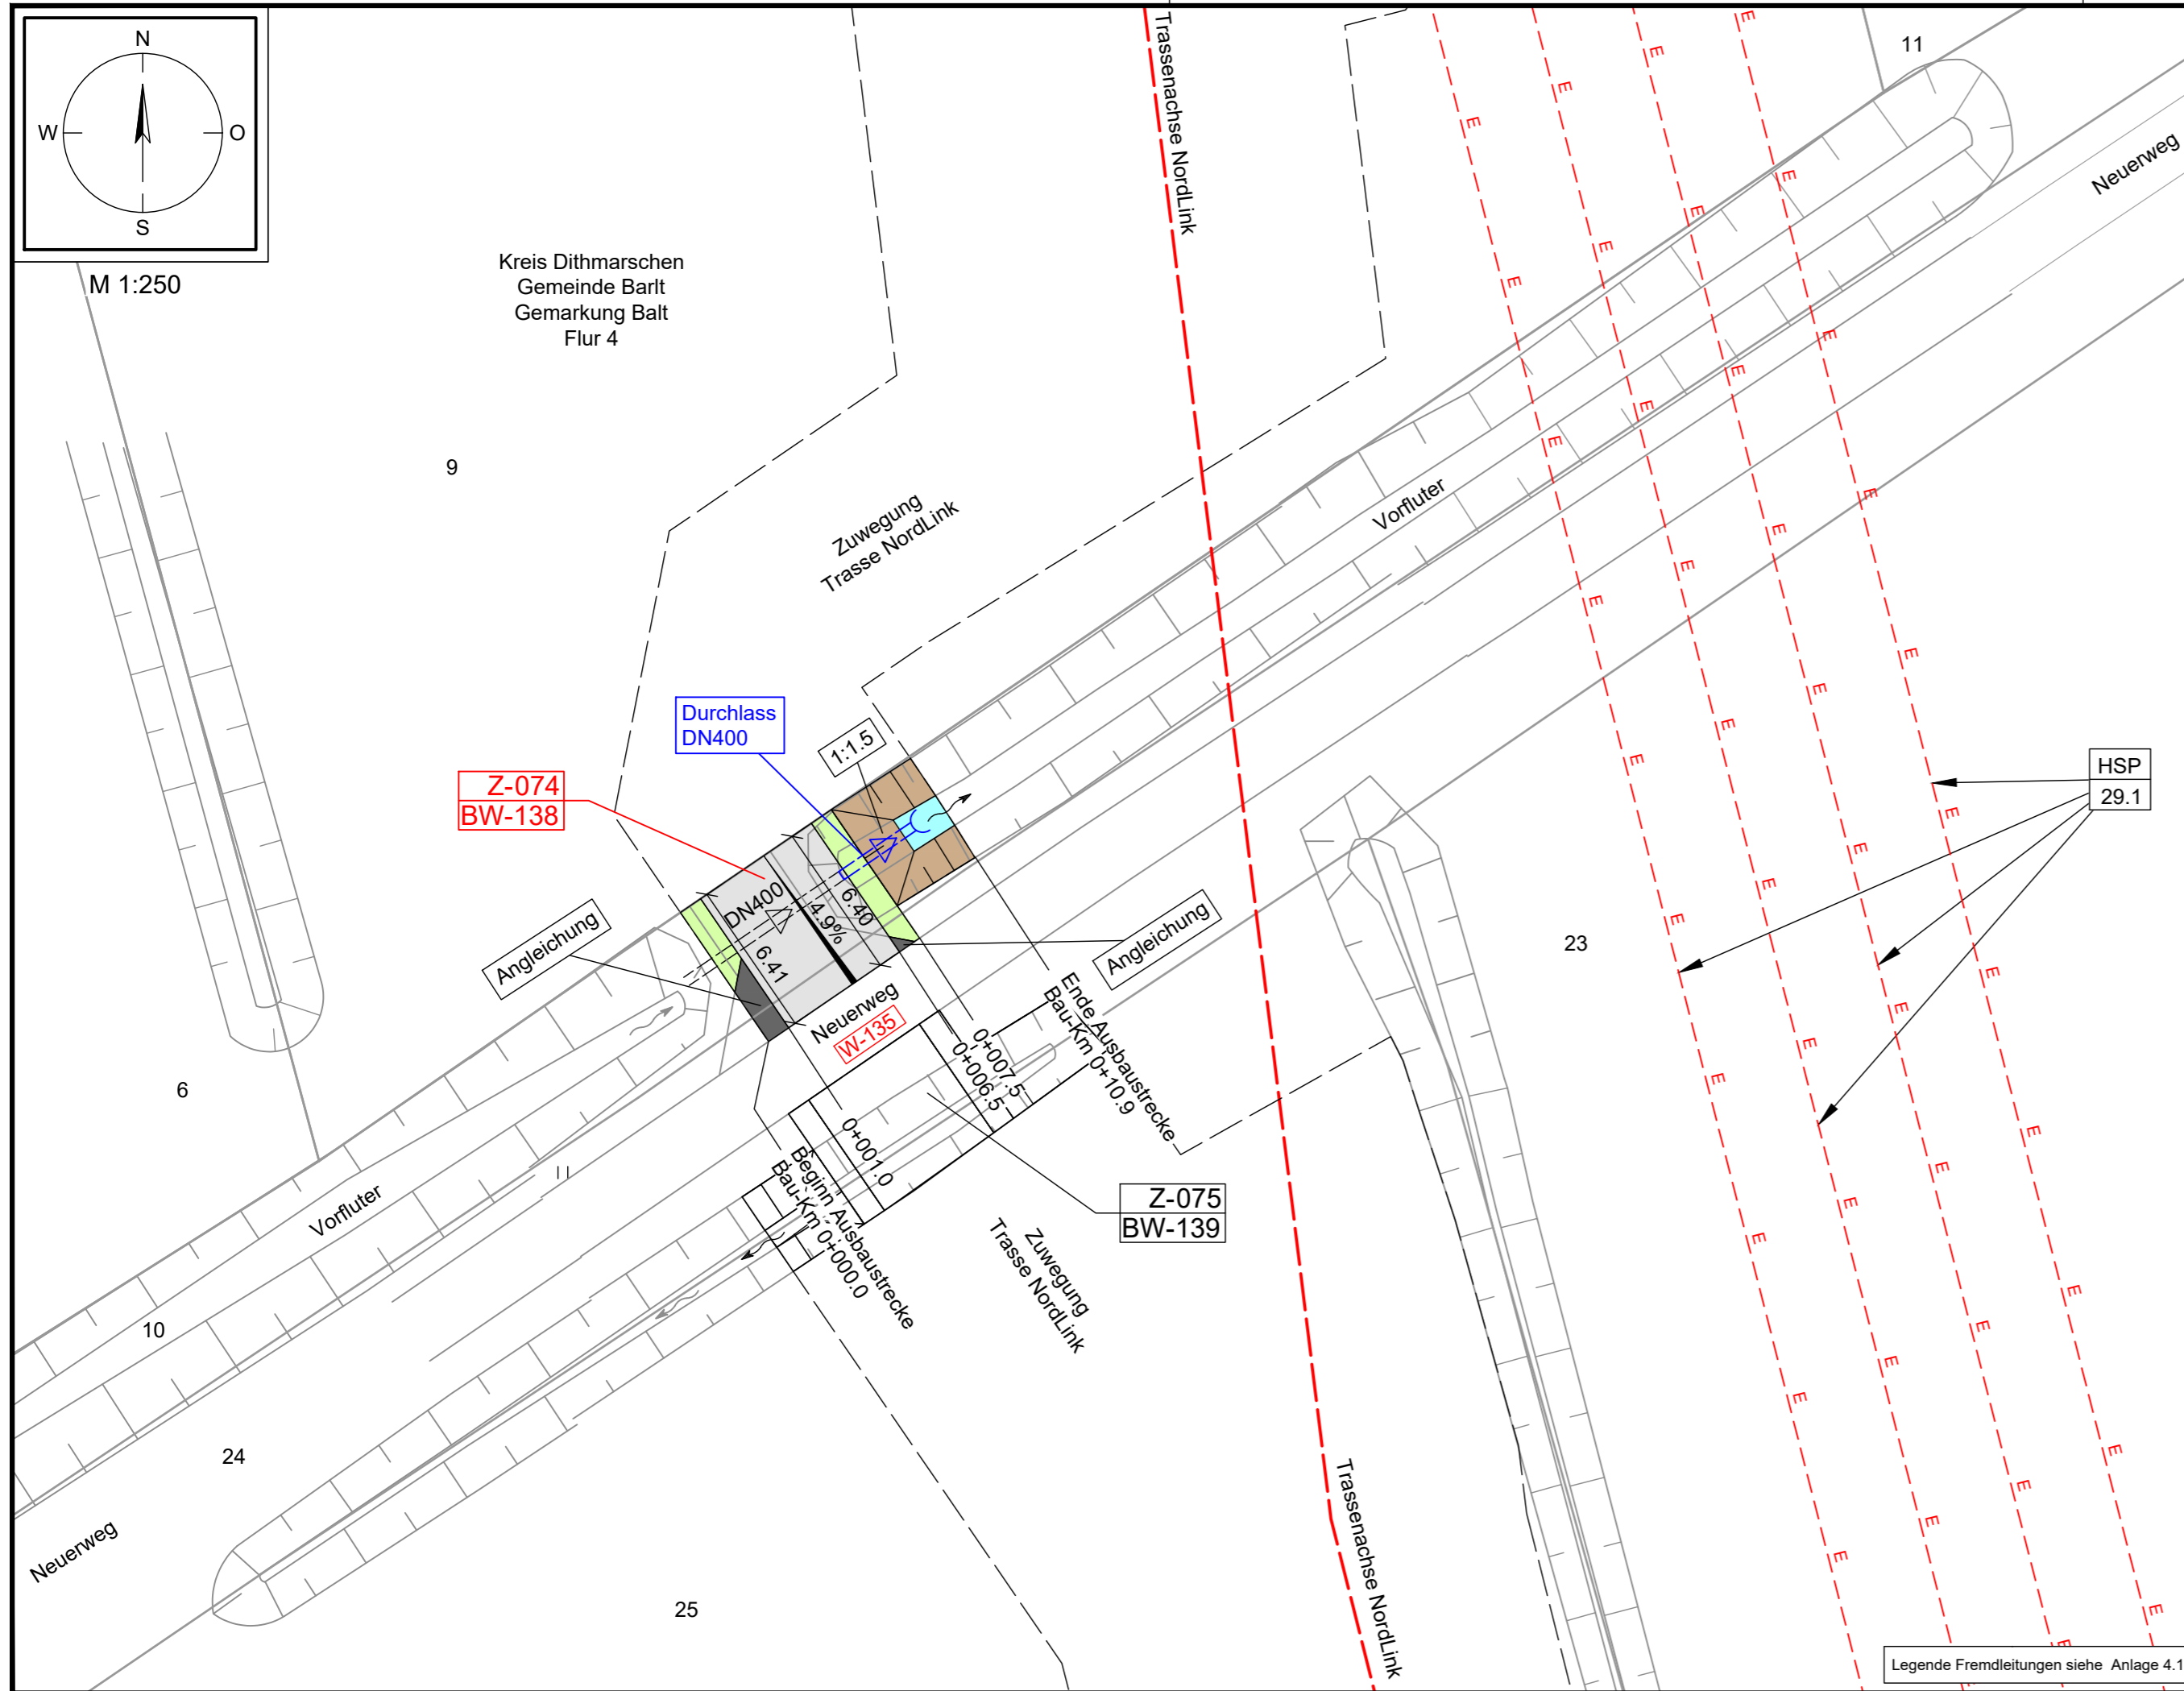 N
W
O
S
M 1:250
Kreis Dithmarschen
Gemeinde Barlt
Gemarkung Balt
Flur 4
Trassenachse NordLink
11
Neuerweg
9
Zuwegung
Trasse NordLink
Vorfluter
Durchlass
DN400
1:1.5
Z-074
BW-138
HSP
29.1
DN400
4.9%
6.40
6.41
Angleichung
Angleichung
23
Neuerweg
W-135
Ende Ausbaustrecke
Bau-Km 0+10.9
0+007.5
0+006.5
0+001.0
Beginn Ausbaustrecke
Bau-Km 0+000.0
6
Z-075
BW-139
Vorfluter
Zuwegung
Trasse NordLink
10
24
Neuerweg
25
Trassenachse NordLink
E E E E E E E E E E E
E E E E E E E E E E E
E E E E E E E E E E E
E E E E E E E E E E E
Legende Fremdleitungen siehe Anlage 4.1